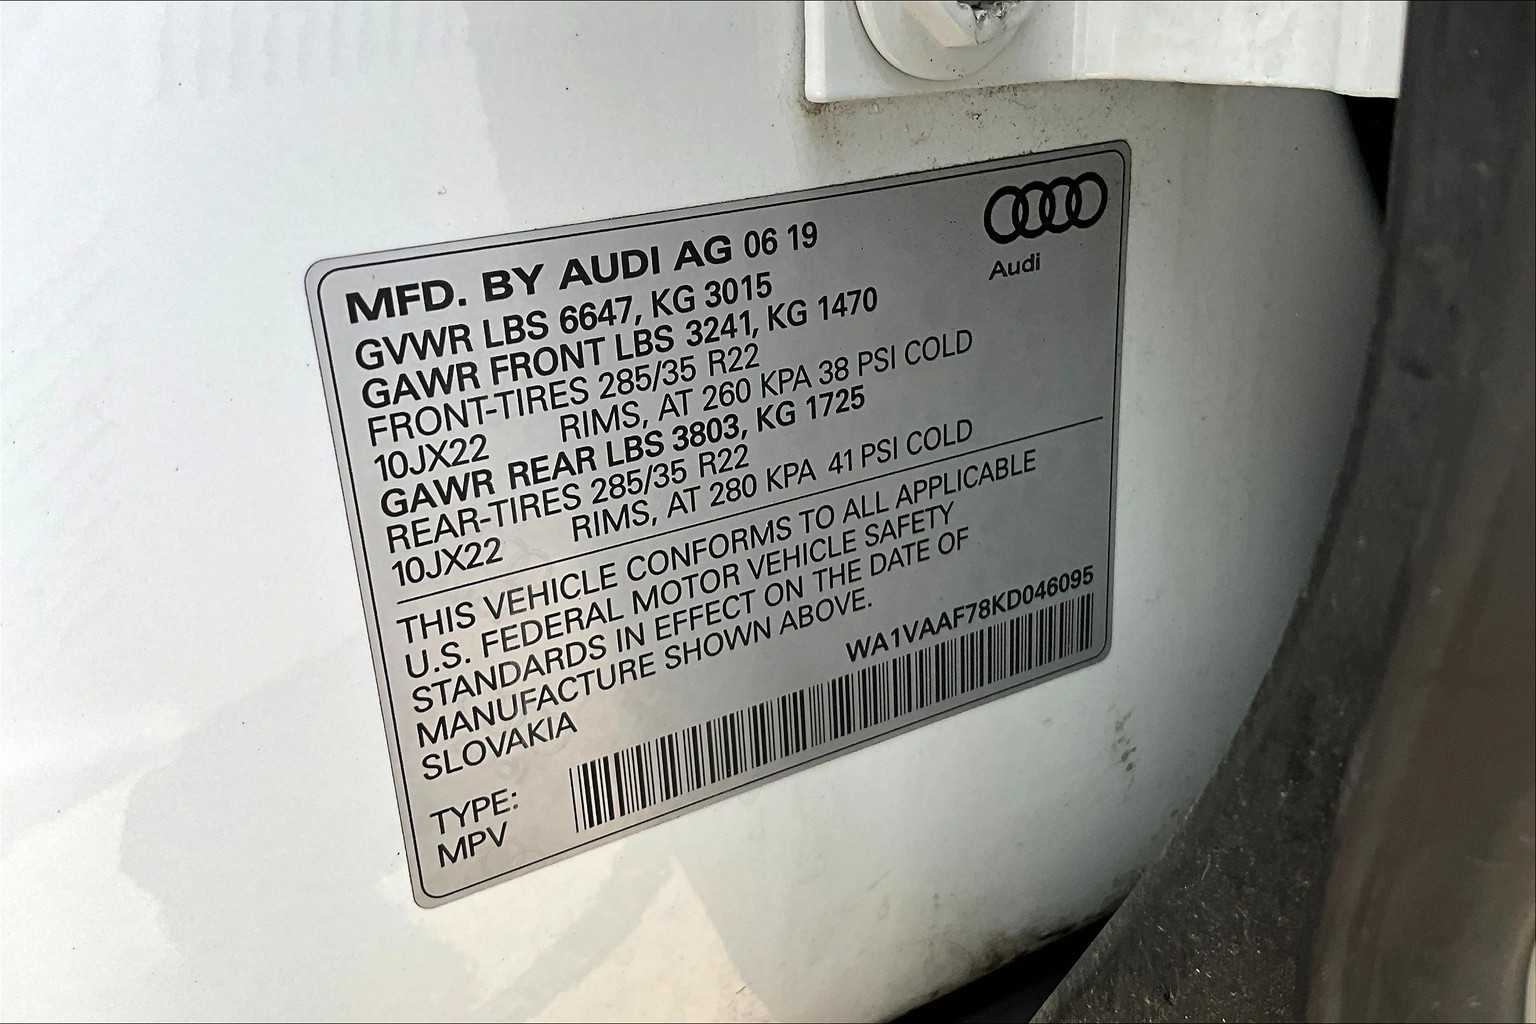 Audi
MFD. BY AUDI AG 06 19
GVWR LBS 6647, KG 3015
GAWR FRONT LBS 3241, KG 1470
FRONT-TIRES 285/35 R22
10JX22 RIMS, AT 260 KPA 38 PSI COLD
GAWR REAR LBS 3803, KG 1725
REAR-TIRES 285/35 R22
10JX22 RIMS, AT 280 KPA 41 PSI COLD
THIS VEHICLE CONFORMS TO ALL APPLICABLE
U.S. FEDERAL MOTOR VEHICLE SAFETY
STANDARDS IN EFFECT ON THE DATE OF
MANUFACTURE SHOWN ABOVE.
SLOVAKIA
WA1VAAF78KD046095
TYPE:
MPV